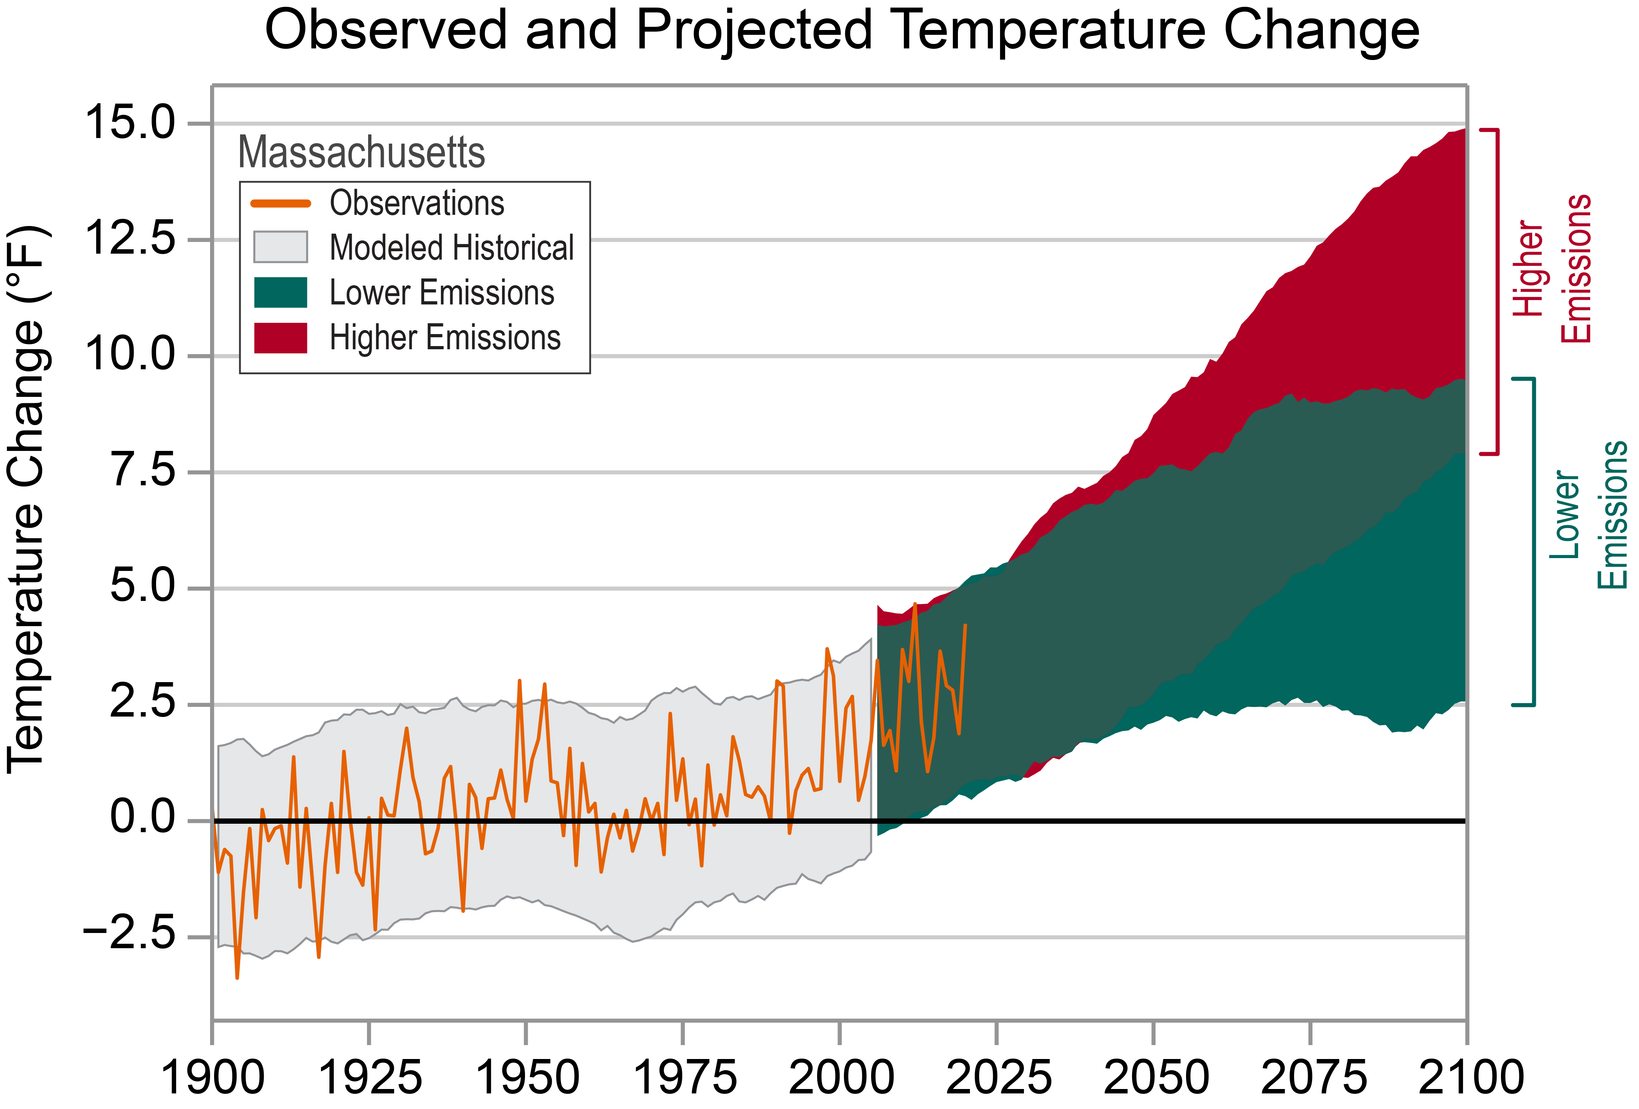 Observed and Projected Temperature Change
Temperature Change (°F)
15.0
12.5
10.0
7.5
5.0
2.5
0.0
−2.5
Massachusetts
Observations
Modeled Historical
Lower Emissions
Higher Emissions
Higher
Emissions
Lower
Emissions
1900 1925 1950 1975 2000 2025 2050 2075 2100